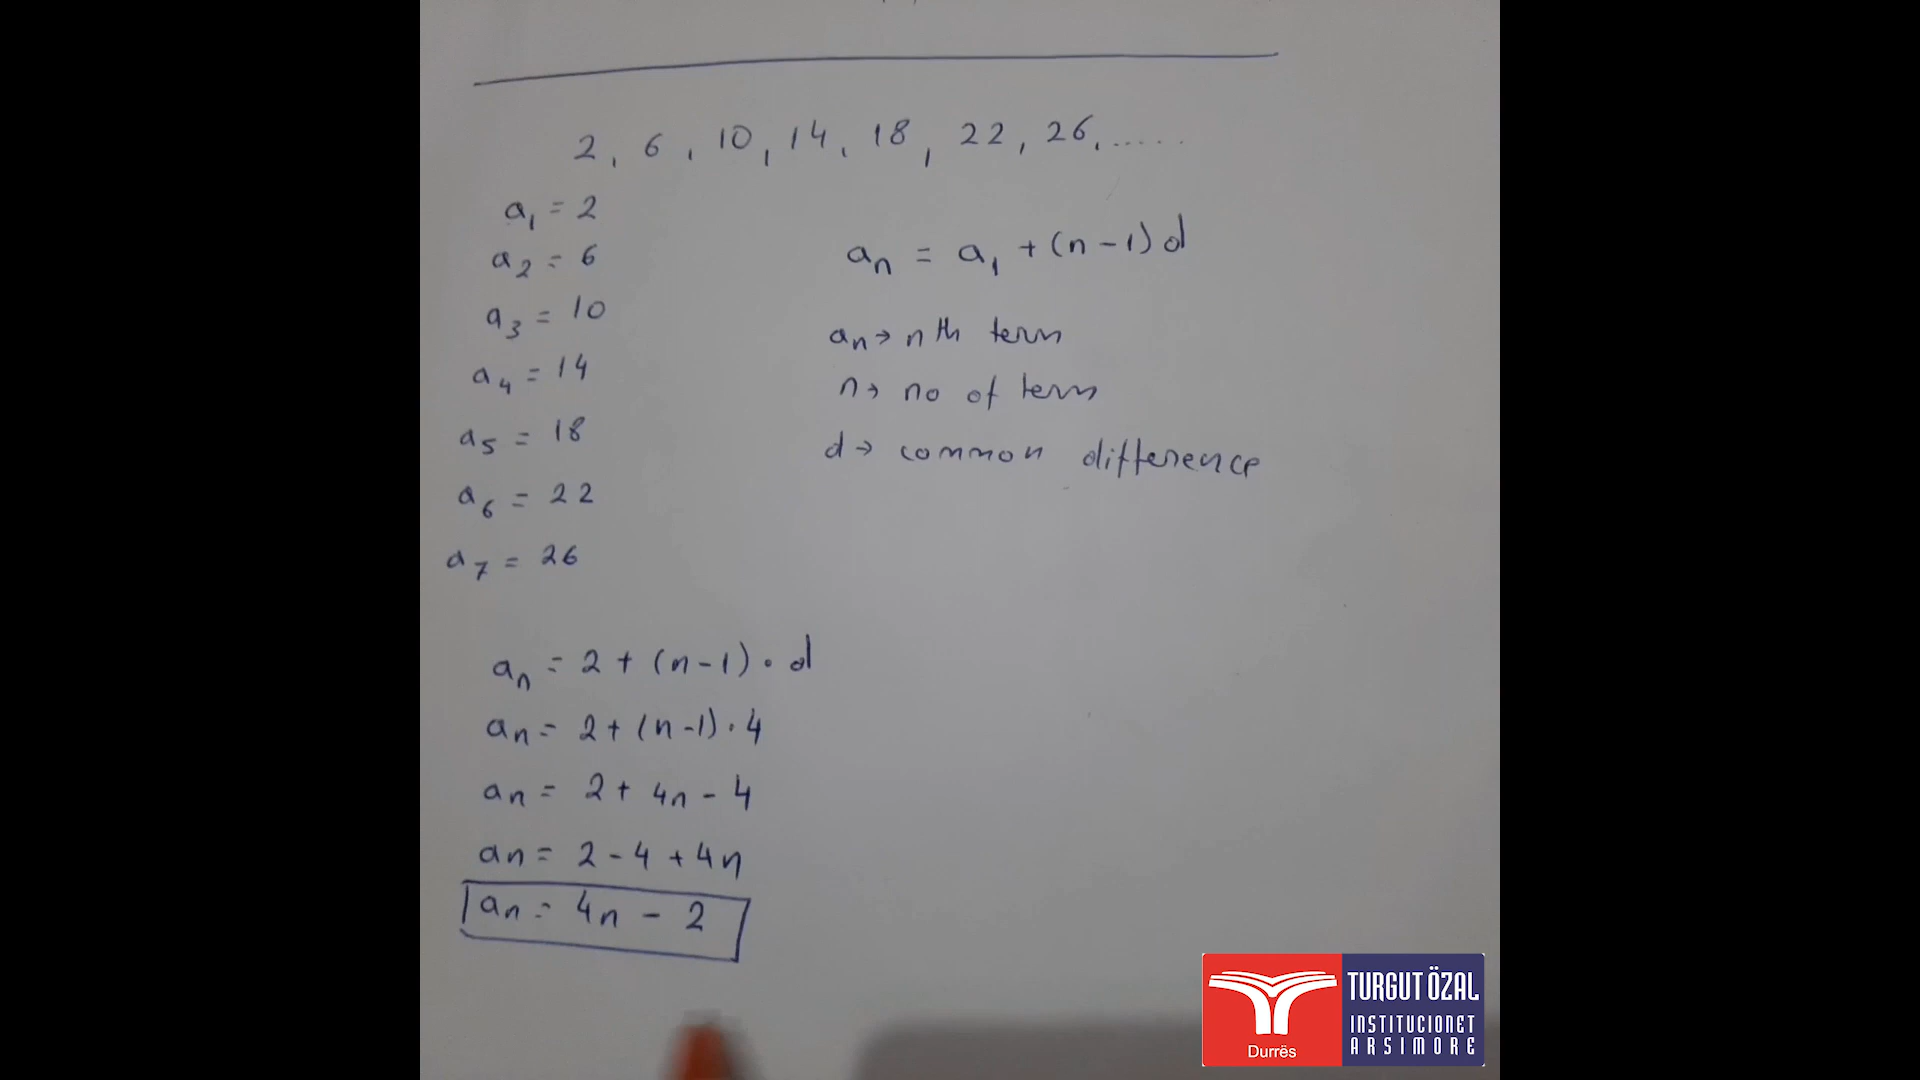 2, 6, 10, 14, 18, 22, 26, ......
a₁ = 2
a₂ = 6
a₃ = 10
a₄ = 14
a₅ = 18
a₆ = 22
a₇ = 26
aₙ = a₁ + (n - 1) d
aₙ → nth term
n → no of term
d → common difference
aₙ = 2 + (n - 1) · d
aₙ = 2 + (n - 1) · 4
aₙ = 2 + 4n - 4
aₙ = 2 - 4 + 4n
aₙ = 4n - 2
TURGUT ÖZAL
INSTITUCIONET
ARSIMORE
Durrës